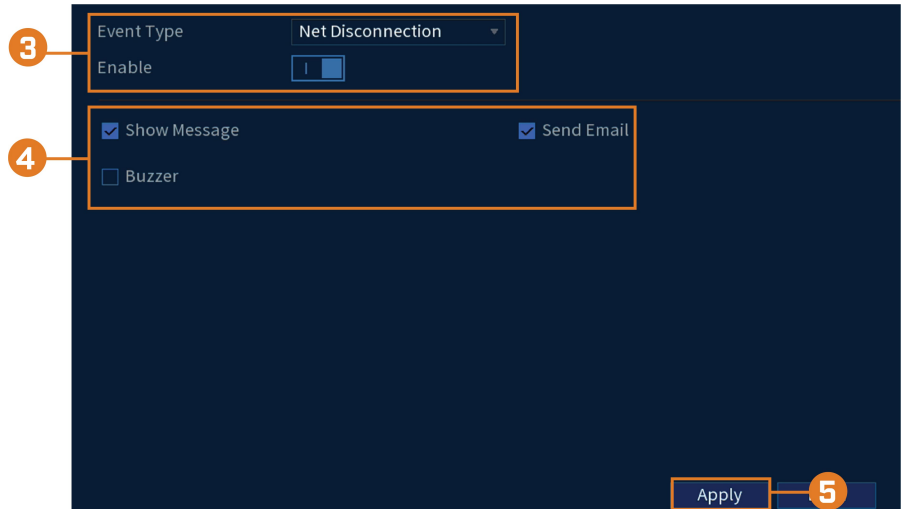 3
Event Type Net Disconnection
Enable
4
Show Message Send Email
Buzzer
Apply 5